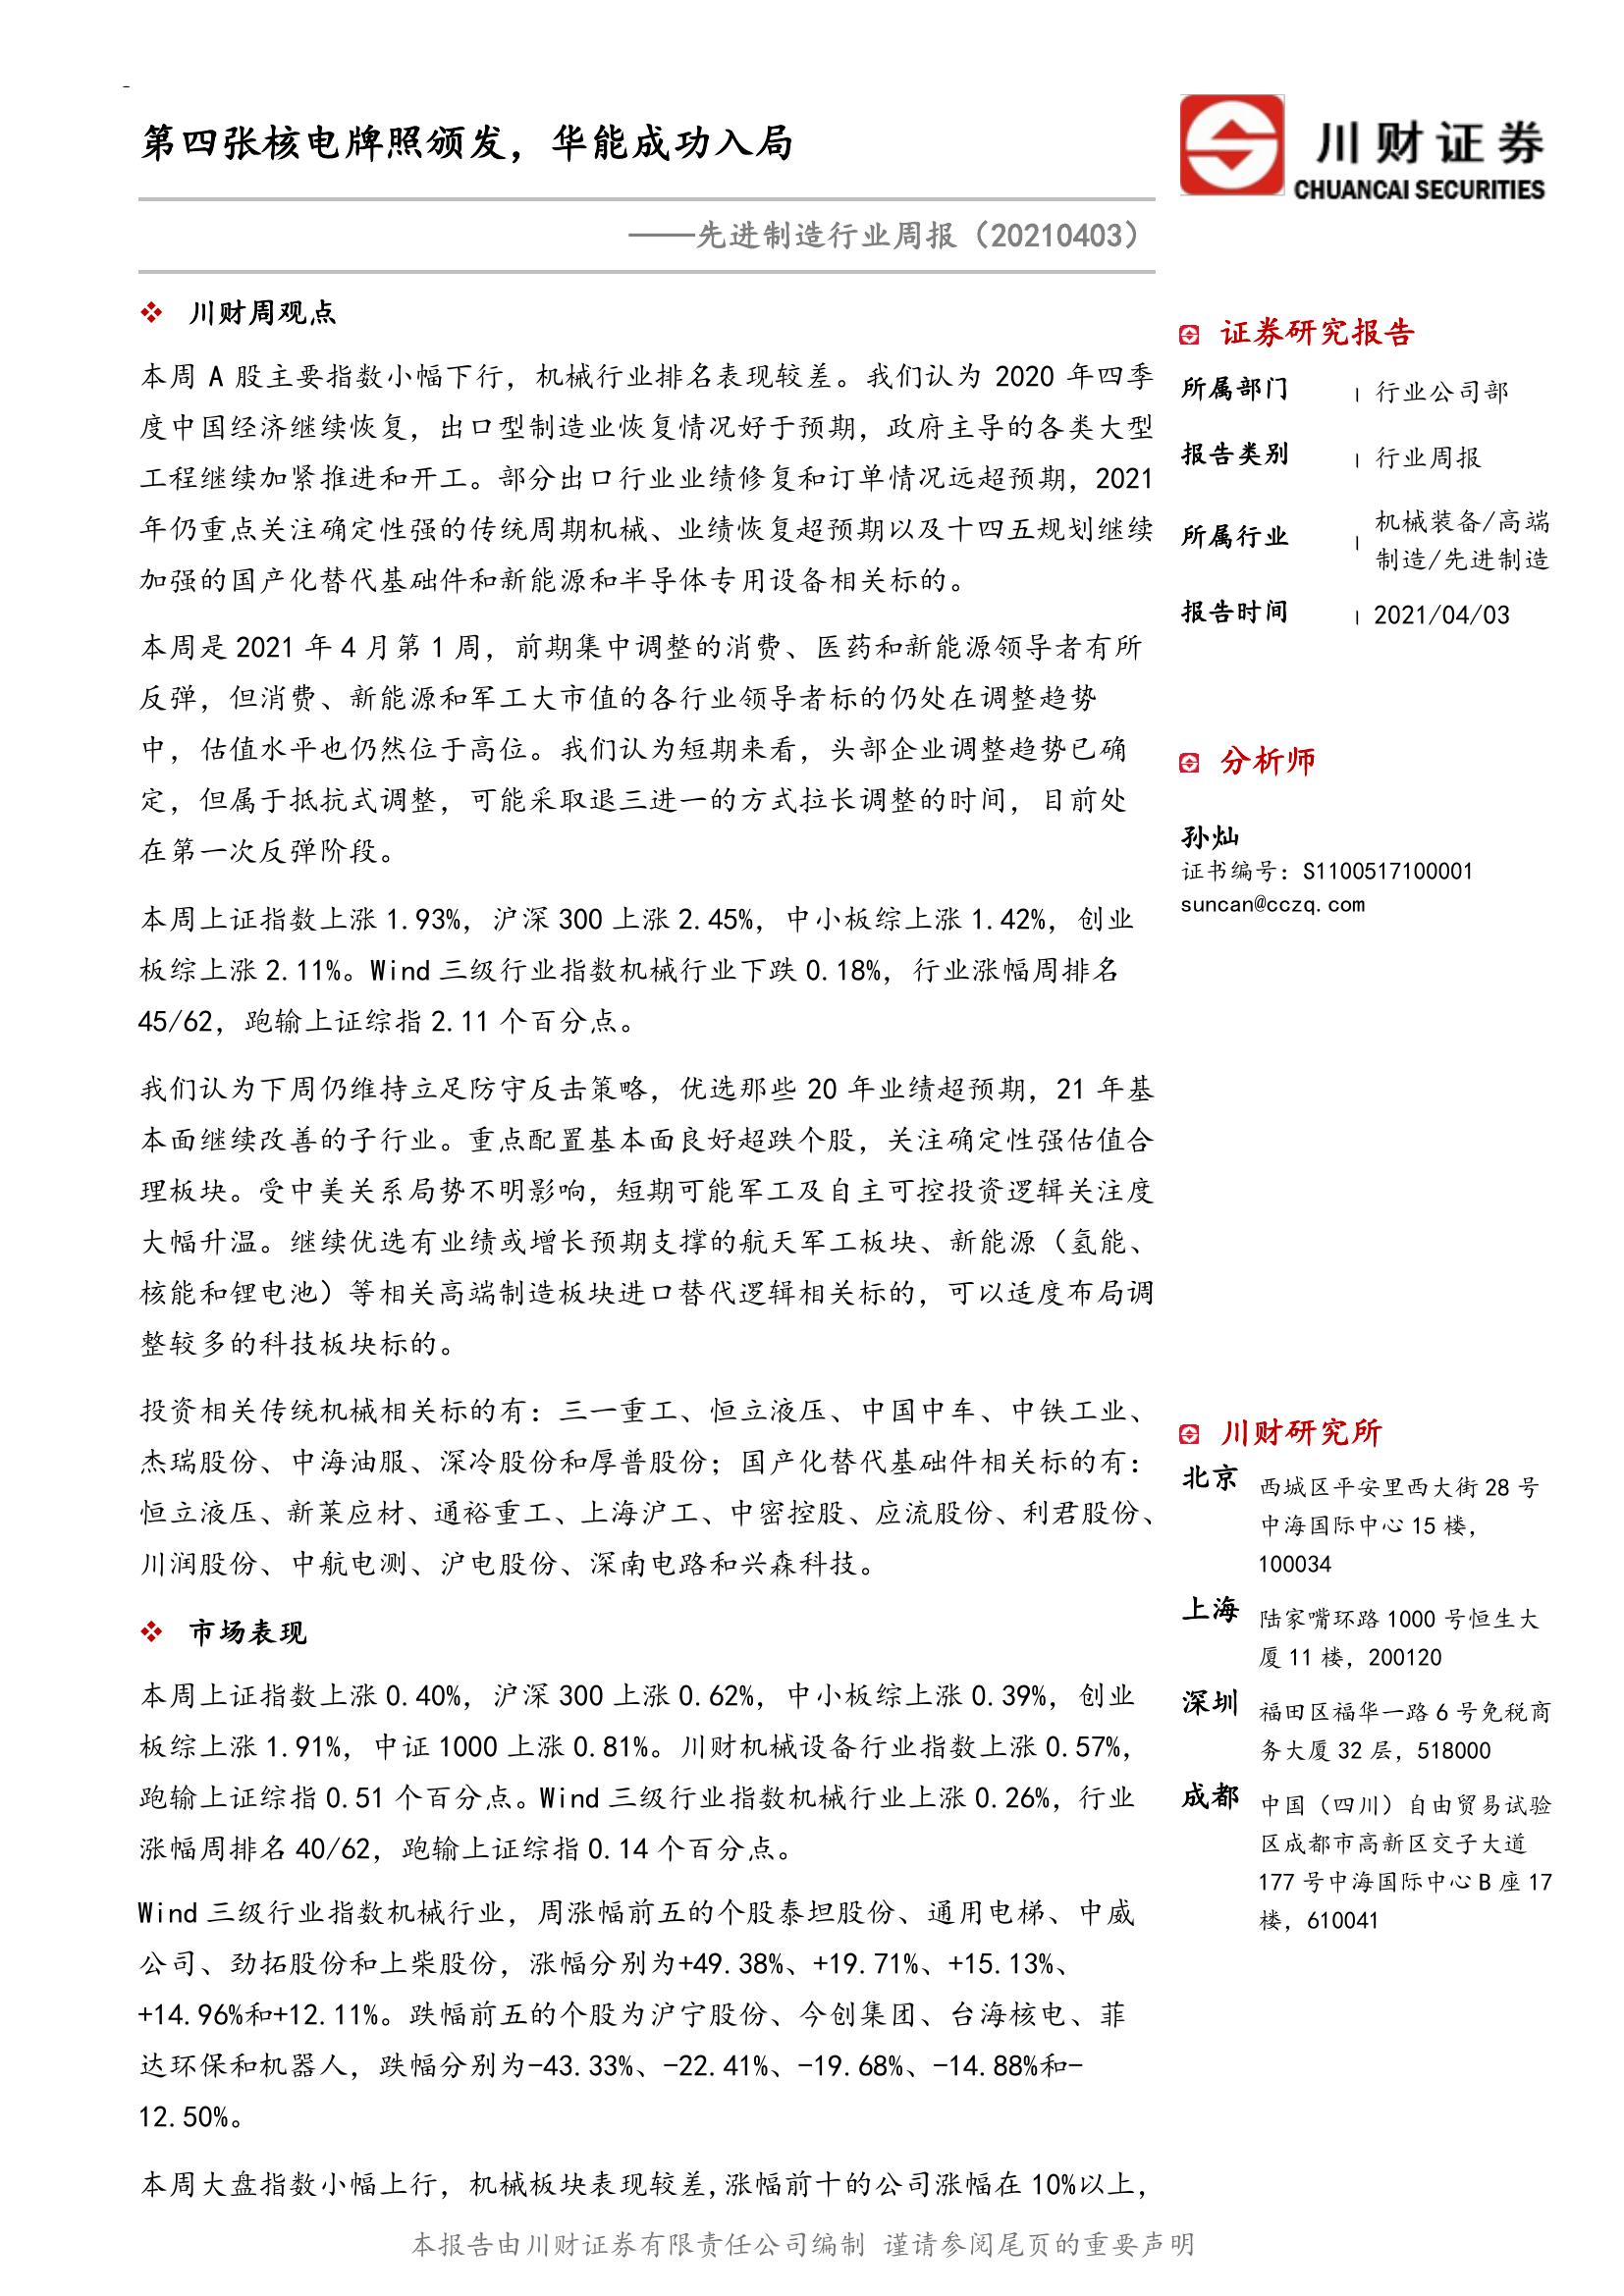 -
第四张核电牌照颁发，华能成功入局
——先进制造行业周报（20210403）
❖ 川财周观点
本周 A 股主要指数小幅下行，机械行业排名表现较差。我们认为 2020 年四季
度中国经济继续恢复，出口型制造业恢复情况好于预期，政府主导的各类大型
工程继续加紧推进和开工。部分出口行业业绩修复和订单情况远超预期，2021
年仍重点关注确定性强的传统周期机械、业绩恢复超预期以及十四五规划继续
加强的国产化替代基础件和新能源和半导体专用设备相关标的。
本周是 2021 年 4 月第 1 周，前期集中调整的消费、医药和新能源领导者有所
反弹，但消费、新能源和军工大市值的各行业领导者标的仍处在调整趋势
中，估值水平也仍然位于高位。我们认为短期来看，头部企业调整趋势已确
定，但属于抵抗式调整，可能采取退三进一的方式拉长调整的时间，目前处
在第一次反弹阶段。
本周上证指数上涨 1.93%，沪深 300 上涨 2.45%，中小板综上涨 1.42%，创业
板综上涨 2.11%。Wind 三级行业指数机械行业下跌 0.18%，行业涨幅周排名
45/62，跑输上证综指 2.11 个百分点。
我们认为下周仍维持立足防守反击策略，优选那些 20 年业绩超预期，21 年基
本面继续改善的子行业。重点配置基本面良好超跌个股，关注确定性强估值合
理板块。受中美关系局势不明影响，短期可能军工及自主可控投资逻辑关注度
大幅升温。继续优选有业绩或增长预期支撑的航天军工板块、新能源（氢能、
核能和锂电池）等相关高端制造板块进口替代逻辑相关标的，可以适度布局调
整较多的科技板块标的。
投资相关传统机械相关标的有：三一重工、恒立液压、中国中车、中铁工业、
杰瑞股份、中海油服、深冷股份和厚普股份；国产化替代基础件相关标的有：
恒立液压、新莱应材、通裕重工、上海沪工、中密控股、应流股份、利君股份、
川润股份、中航电测、沪电股份、深南电路和兴森科技。
❖ 市场表现
本周上证指数上涨 0.40%，沪深 300 上涨 0.62%，中小板综上涨 0.39%，创业
板综上涨 1.91%，中证 1000 上涨 0.81%。川财机械设备行业指数上涨 0.57%，
跑输上证综指 0.51 个百分点。Wind 三级行业指数机械行业上涨 0.26%，行业
涨幅周排名 40/62，跑输上证综指 0.14 个百分点。
Wind 三级行业指数机械行业，周涨幅前五的个股泰坦股份、通用电梯、中威
公司、劲拓股份和上柴股份，涨幅分别为+49.38%、+19.71%、+15.13%、
+14.96%和+12.11%。跌幅前五的个股为沪宁股份、今创集团、台海核电、菲
达环保和机器人，跌幅分别为-43.33%、-22.41%、-19.68%、-14.88%和-
12.50%。
本周大盘指数小幅上行，机械板块表现较差,涨幅前十的公司涨幅在 10%以上，
川财证券
CHUANCAI SECURITIES
证券研究报告
所属部门 | 行业公司部
报告类别 | 行业周报
所属行业 | 机械装备/高端
制造/先进制造
报告时间 | 2021/04/03
分析师
孙灿
证书编号：S1100517100001
suncan@cczq.com
川财研究所
北京 西城区平安里西大街 28 号
中海国际中心 15 楼，
100034
上海 陆家嘴环路 1000 号恒生大
厦 11 楼，200120
深圳 福田区福华一路 6 号免税商
务大厦 32 层，518000
成都 中国（四川）自由贸易试验
区成都市高新区交子大道
177 号中海国际中心 B 座 17
楼，610041
本报告由川财证券有限责任公司编制 谨请参阅尾页的重要声明